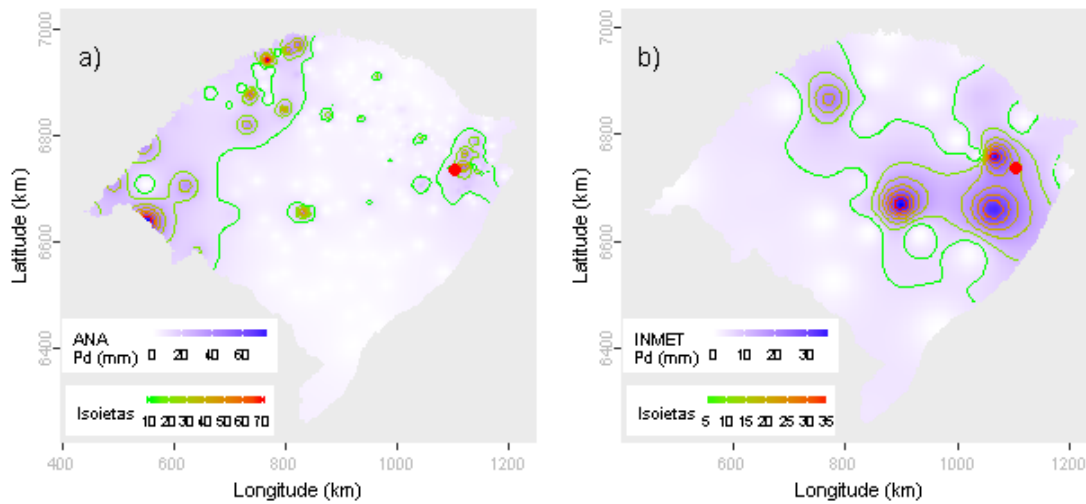 a)
7000
6800
6600
6400
Latitude (km)
ANA
Pd (mm)
0 20 40 60
Isoietas
10 20 30 40 50 60 70
400 600 800 1000 1200
Longitude (km)
b)
7000
6800
6600
6400
Latitude (km)
INMET
Pd (mm)
0 10 20 30
Isoietas
5 10 15 20 25 30 35
400 600 800 1000 1200
Longitude (km)